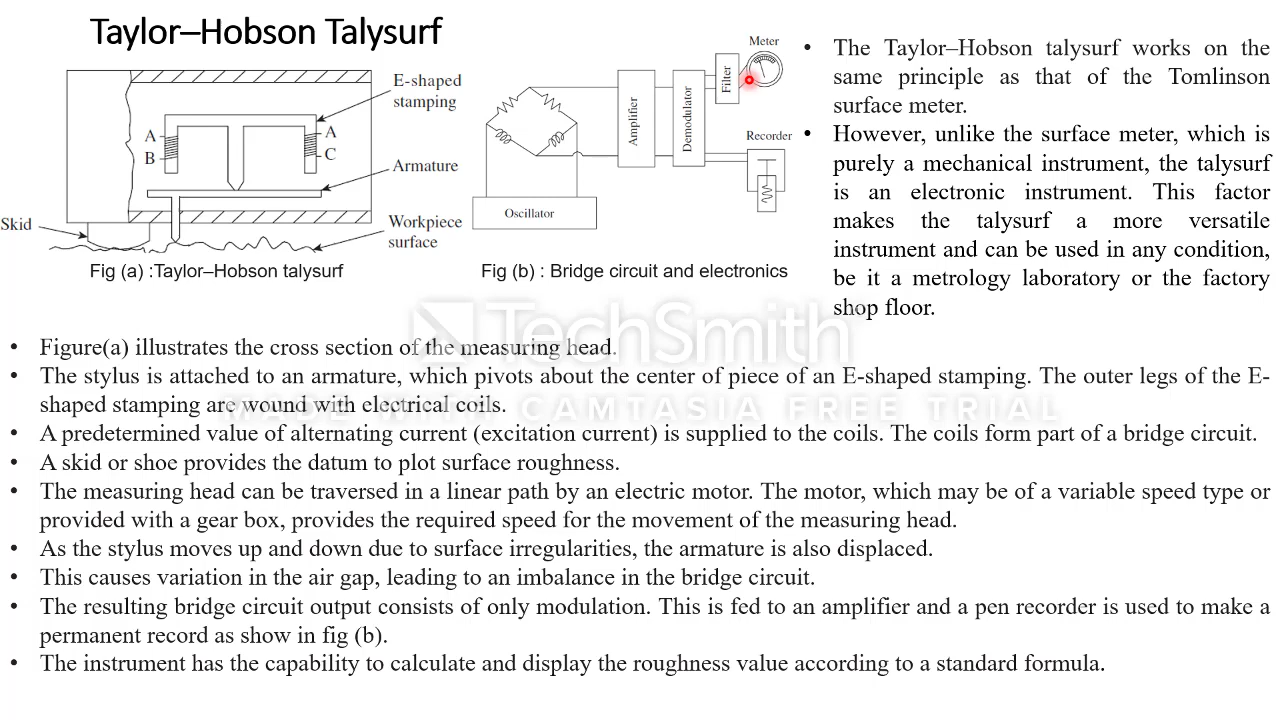 Taylor–Hobson Talysurf
E-shaped
stamping
A
B
A
C
Armature
Skid
Workpiece
surface
Fig (a) :Taylor–Hobson talysurf
Meter
Filter
Amplifier
Demodulator
Recorder
Oscillator
Fig (b) : Bridge circuit and electronics
• The Taylor–Hobson talysurf works on the
same principle as that of the Tomlinson
surface meter.
• However, unlike the surface meter, which is
purely a mechanical instrument, the talysurf
is an electronic instrument. This factor
makes the talysurf a more versatile
instrument and can be used in any condition,
be it a metrology laboratory or the factory
shop floor.
TechSmith
MADE WITH CAMTASIA FREE TRIAL
• Figure(a) illustrates the cross section of the measuring head.
• The stylus is attached to an armature, which pivots about the center of piece of an E-shaped stamping. The outer legs of the E-
shaped stamping are wound with electrical coils.
• A predetermined value of alternating current (excitation current) is supplied to the coils. The coils form part of a bridge circuit.
• A skid or shoe provides the datum to plot surface roughness.
• The measuring head can be traversed in a linear path by an electric motor. The motor, which may be of a variable speed type or
provided with a gear box, provides the required speed for the movement of the measuring head.
• As the stylus moves up and down due to surface irregularities, the armature is also displaced.
• This causes variation in the air gap, leading to an imbalance in the bridge circuit.
• The resulting bridge circuit output consists of only modulation. This is fed to an amplifier and a pen recorder is used to make a
permanent record as show in fig (b).
• The instrument has the capability to calculate and display the roughness value according to a standard formula.